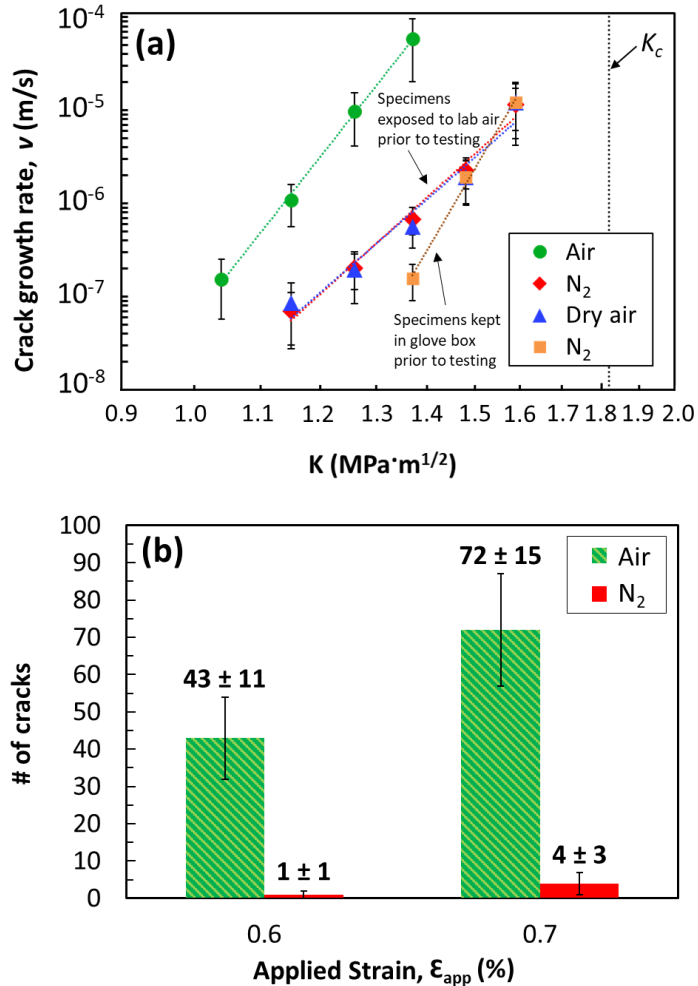 (a)
Crack growth rate, v (m/s)
10⁻⁴
10⁻⁵
10⁻⁶
10⁻⁷
10⁻⁸
K_c
Specimens
exposed to lab air
prior to testing
Specimens kept
in glove box
prior to testing
Air
N₂
Dry air
N₂
0.9 1.0 1.1 1.2 1.3 1.4 1.5 1.6 1.7 1.8 1.9 2.0
K (MPa·m¹/²)
(b)
# of cracks
100
90
80
70
60
50
40
30
20
10
0
43 ± 11
1 ± 1
72 ± 15
4 ± 3
Air
N₂
0.6 0.7
Applied Strain, Ɛapp (%)